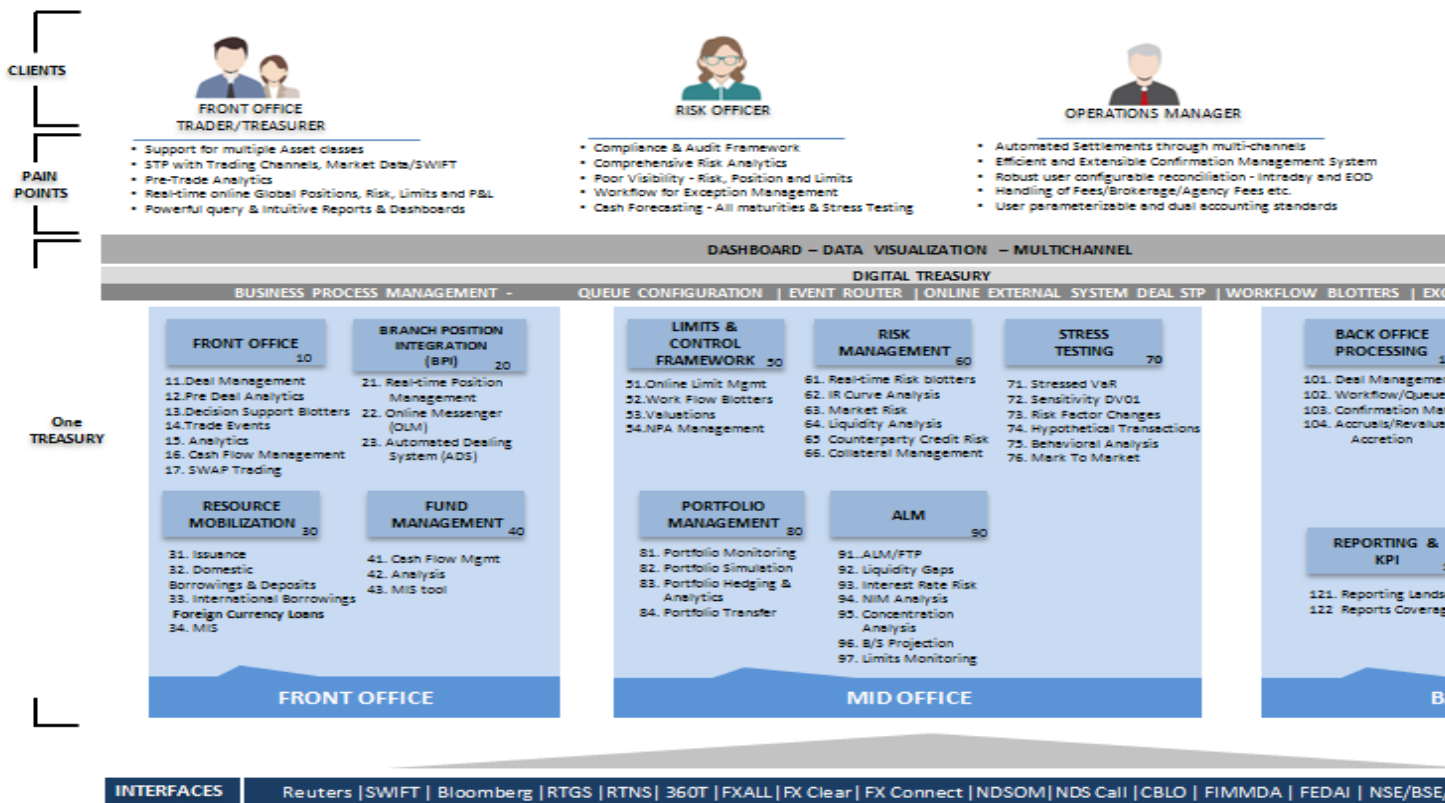 CLIENTS
FRONT OFFICE
TRADER/TREASURER
RISK OFFICER
OPERATIONS MANAGER
PAIN
POINTS
• Support for multiple Asset classes
• STP with Trading Channels, Market Data/SWIFT
• Pre-Trade Analytics
• Real-time online Global Positions, Risk, Limits and P&L
• Powerful query & Intuitive Reports & Dashboards
• Compliance & Audit Framework
• Comprehensive Risk Analytics
• Poor Visibility - Risk, Position and Limits
• Workflow for Exception Management
• Cash Forecasting - All maturities & Stress Testing
• Automated Settlements through multi-channels
• Efficient and Extensible Confirmation Management System
• Robust user configurable reconciliation - Intraday and EOD
• Handling of Fees/Brokerage/Agency Fees etc.
• User parameterizable and dual accounting standards
DASHBOARD – DATA VISUALIZATION – MULTICHANNEL
DIGITAL TREASURY
BUSINESS PROCESS MANAGEMENT - QUEUE CONFIGURATION | EVENT ROUTER | ONLINE EXTERNAL SYSTEM DEAL STP | WORKFLOW BLOTTERS |
One
TREASURY
FRONT OFFICE
10
11.Deal Management
12.Pre Deal Analytics
13.Decision Support Blotters
14.Trade Events
15. Analytics
16. Cash Flow Management
17. SWAP Trading
BRANCH POSITION
INTEGRATION
(BPI) 20
21. Real-time Position
Management
22. Online Messenger
(OLM)
23. Automated Dealing
System (ADS)
RESOURCE
MOBILIZATION 30
31. Issuance
32. Domestic
Borrowings & Deposits
33. International Borrowings
Foreign Currency Loans
34. MIS
FUND
MANAGEMENT 40
41. Cash Flow Mgmt
42. Analysis
43. MIS tool
FRONT OFFICE
LIMITS &
CONTROL
FRAMEWORK 50
51.Online Limit Mgmt
52.Work Flow Blotters
53.Valuations
54.NPA Management
RISK
MANAGEMENT
60
61. Real-time Risk blotters
62. IR Curve Analysis
63. Market Risk
64. Liquidity Analysis
65 Counterparty Credit Risk
66. Collateral Management
STRESS
TESTING 70
71. Stressed VaR
72. Sensitivity DV01
73. Risk Factor Changes
74. Hypothetical Transactions
75. Behavioral Analysis
76. Mark To Market
PORTFOLIO
MANAGEMENT 80
81. Portfolio Monitoring
82. Portfolio Simulation
83. Portfolio Hedging &
Analytics
84. Portfolio Transfer
ALM
90
91.ALM/FTP
92. Liquidity Gaps
93. Interest Rate Risk
94. NIM Analysis
95. Concentration
Analysis
96. B/S Projection
97. Limits Monitoring
MID OFFICE
BACK OFFICE
PROCESSING
101. Deal
102. Workflow/Queue
103. Confirmation
104.
Accretion
REPORTING &
KPI
121. Reporting
122 Reports
INTERFACES
Reuters |SWIFT | Bloomberg |RTGS |RTNS| 360T |FXALL|FX Clear| FX Connect |NDSOM|NDS Call |CBLO | FIMMDA | FEDAI | NSE/BSE/